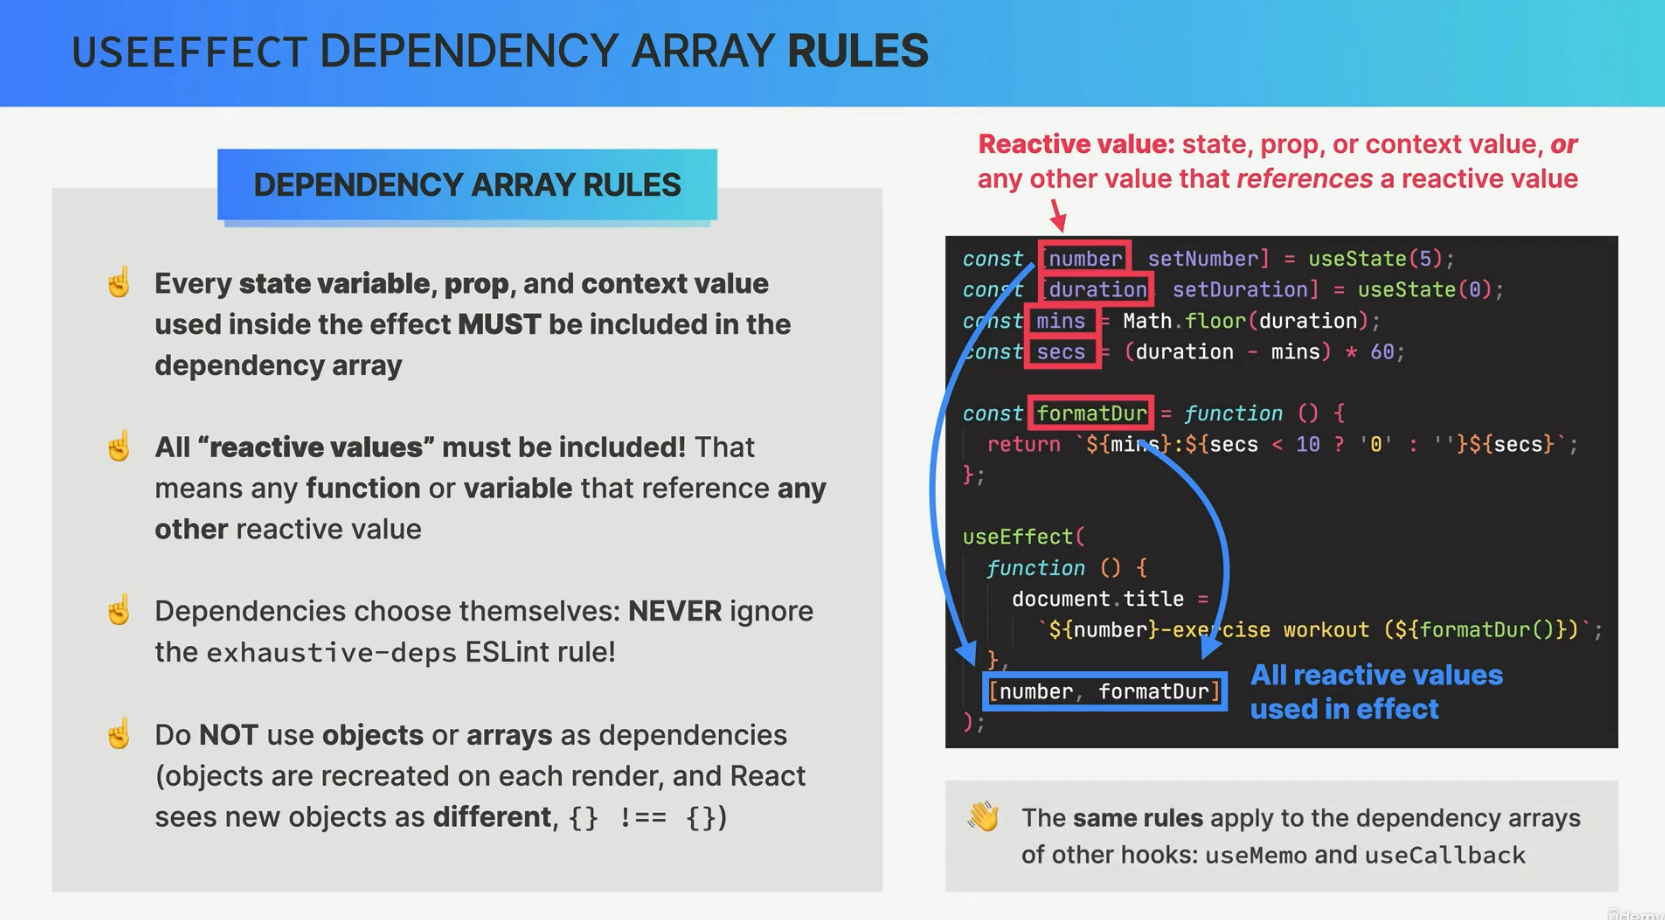 USEEFFECT DEPENDENCY ARRAY RULES
DEPENDENCY ARRAY RULES
☝️ Every state variable, prop, and context value
used inside the effect MUST be included in the
dependency array
☝️ All “reactive values” must be included! That
means any function or variable that reference any
other reactive value
☝️ Dependencies choose themselves: NEVER ignore
the exhaustive-deps ESLint rule!
☝️ Do NOT use objects or arrays as dependencies
(objects are recreated on each render, and React
sees new objects as different, {} !== {})
Reactive value: state, prop, or context value, or
any other value that references a reactive value
const [number, setNumber] = useState(5);
const [duration, setDuration] = useState(0);
const mins = Math.floor(duration);
const secs = (duration - mins) * 60;
const formatDur = function () {
return `${mins}:${secs < 10 ? '0' : ''}${secs}`;
};
useEffect(
function () {
document.title =
`${number}-exercise workout (${formatDur()})`;
},
[number, formatDur]
);
All reactive values
used in effect
👋 The same rules apply to the dependency arrays
of other hooks: useMemo and useCallback
ûdemy